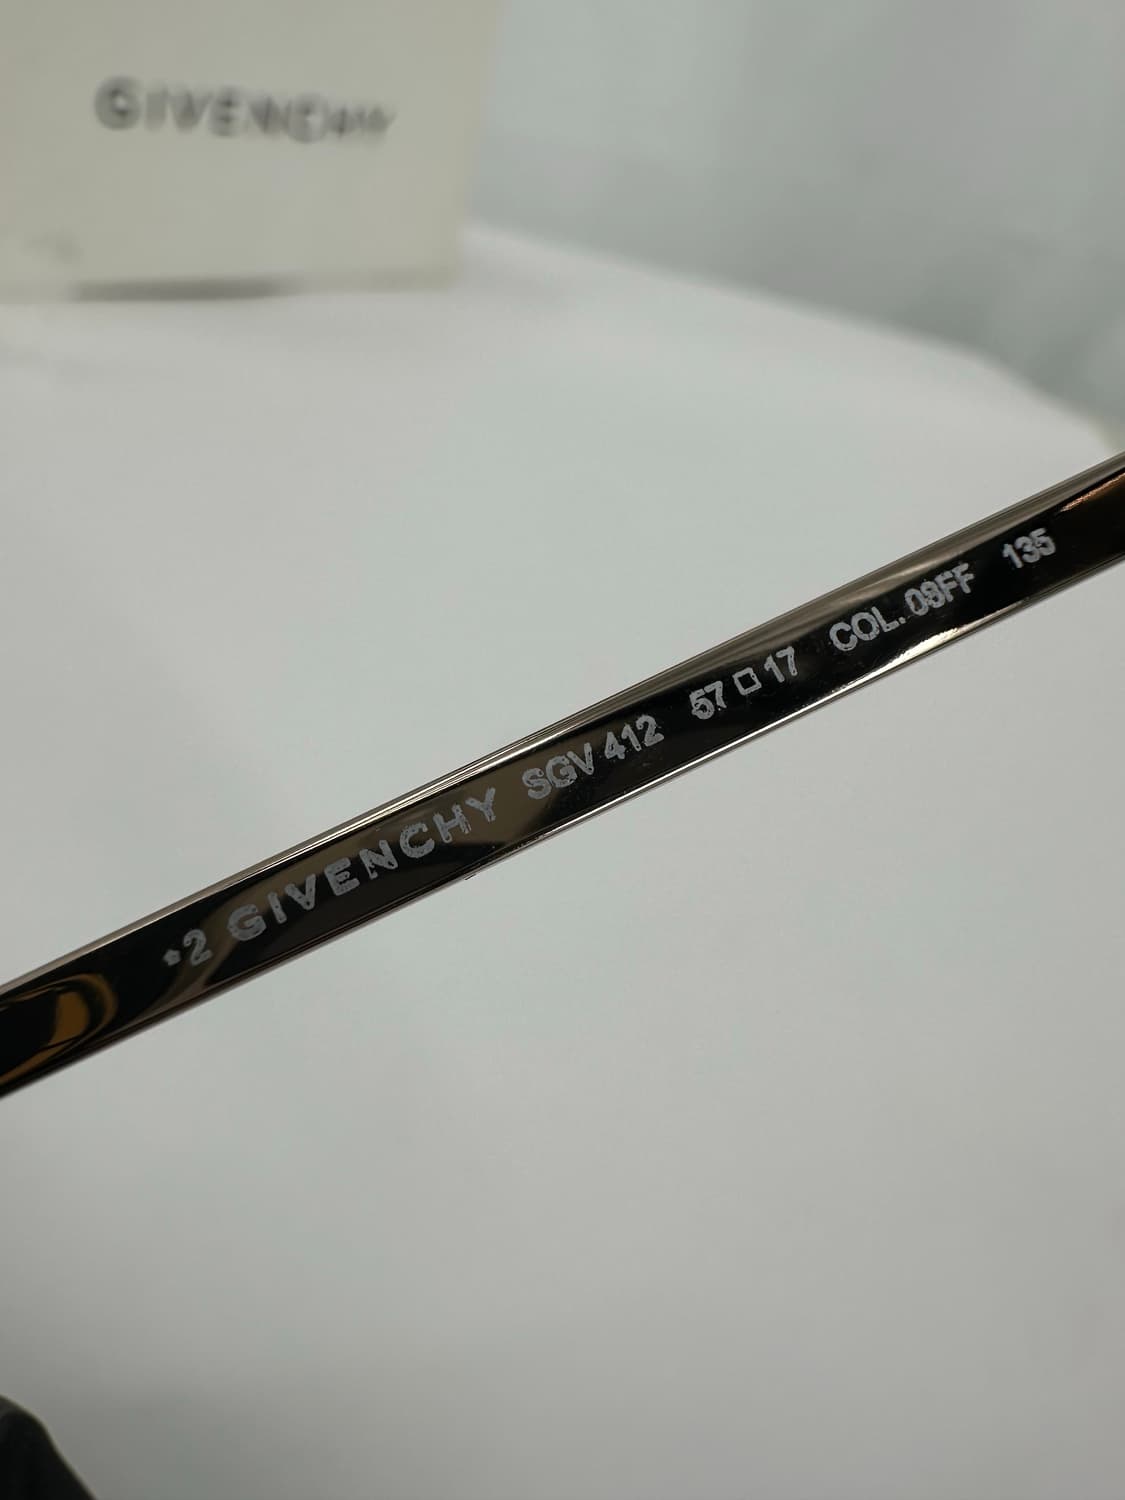 GIVENCHY
*2 GIVENCHY SGV 412 57□17 COL. 08FF 135